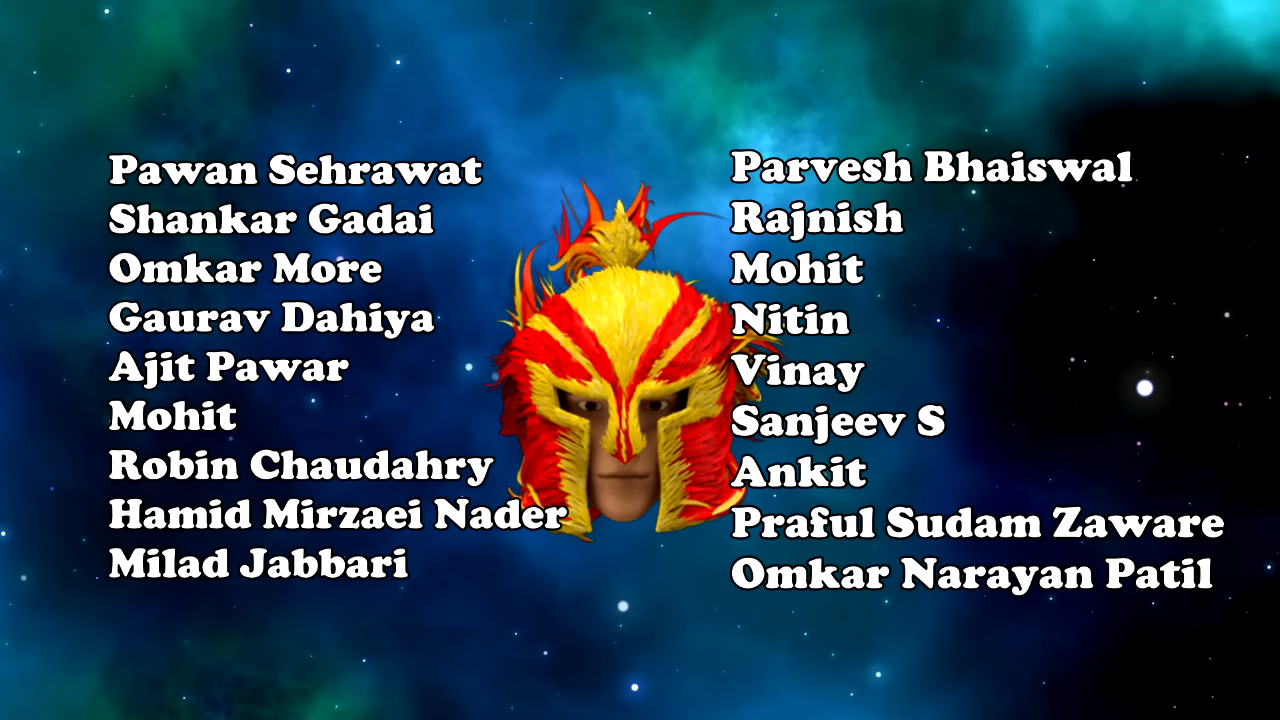 Pawan Sehrawat
Shankar Gadai
Omkar More
Gaurav Dahiya
Ajit Pawar
Mohit
Robin Chaudahry
Hamid Mirzaei Nader
Milad Jabbari
Parvesh Bhaiswal
Rajnish
Mohit
Nitin
Vinay
Sanjeev S
Ankit
Praful Sudam Zaware
Omkar Narayan Patil